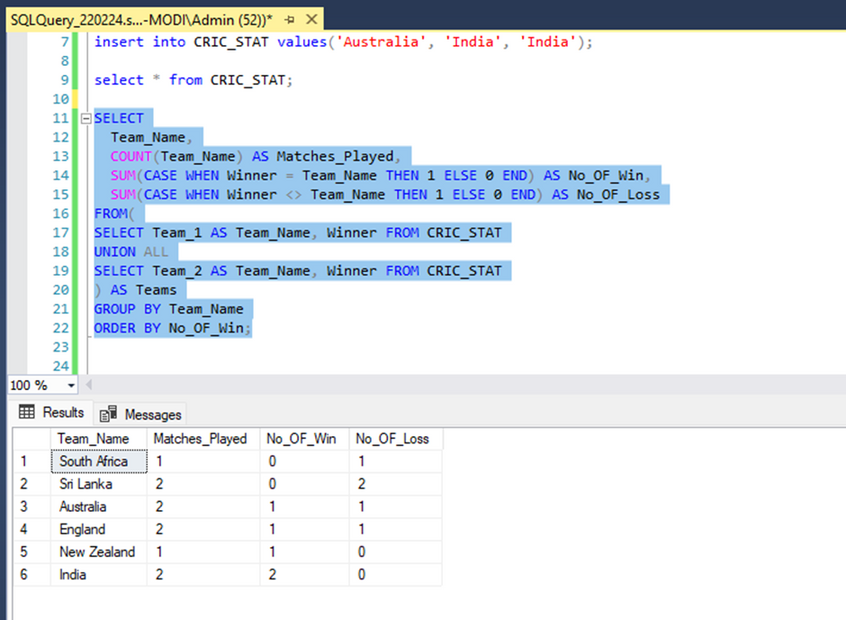 SQLQuery_220224.s...-MODI\Admin (52))*
7 insert into CRIC_STAT values('Australia', 'India', 'India');
8
9 select * from CRIC_STAT;
10
11 SELECT
12 Team_Name,
13 COUNT(Team_Name) AS Matches_Played,
14 SUM(CASE WHEN Winner = Team_Name THEN 1 ELSE 0 END) AS No_OF_Win,
15 SUM(CASE WHEN Winner <> Team_Name THEN 1 ELSE 0 END) AS No_OF_Loss
16 FROM(
17 SELECT Team_1 AS Team_Name, Winner FROM CRIC_STAT
18 UNION ALL
19 SELECT Team_2 AS Team_Name, Winner FROM CRIC_STAT
20 ) AS Teams
21 GROUP BY Team_Name
22 ORDER BY No_OF_Win;
23
24
100 %
Results Messages
Team_Name Matches_Played No_OF_Win No_OF_Loss
1 South Africa 1 0 1
2 Sri Lanka 2 0 2
3 Australia 2 1 1
4 England 2 1 1
5 New Zealand 1 1 0
6 India 2 2 0